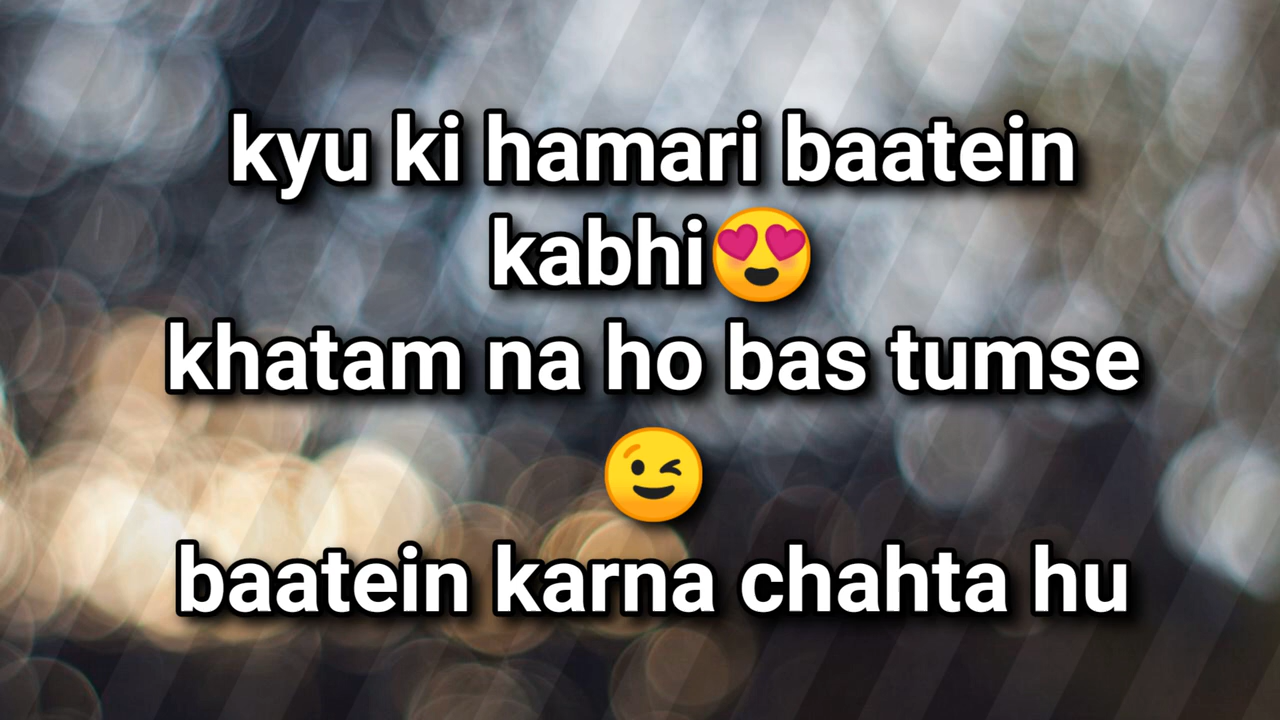 kyu ki hamari baatein
kabhi😍
khatam na ho bas tumse
😉
baatein karna chahta hu